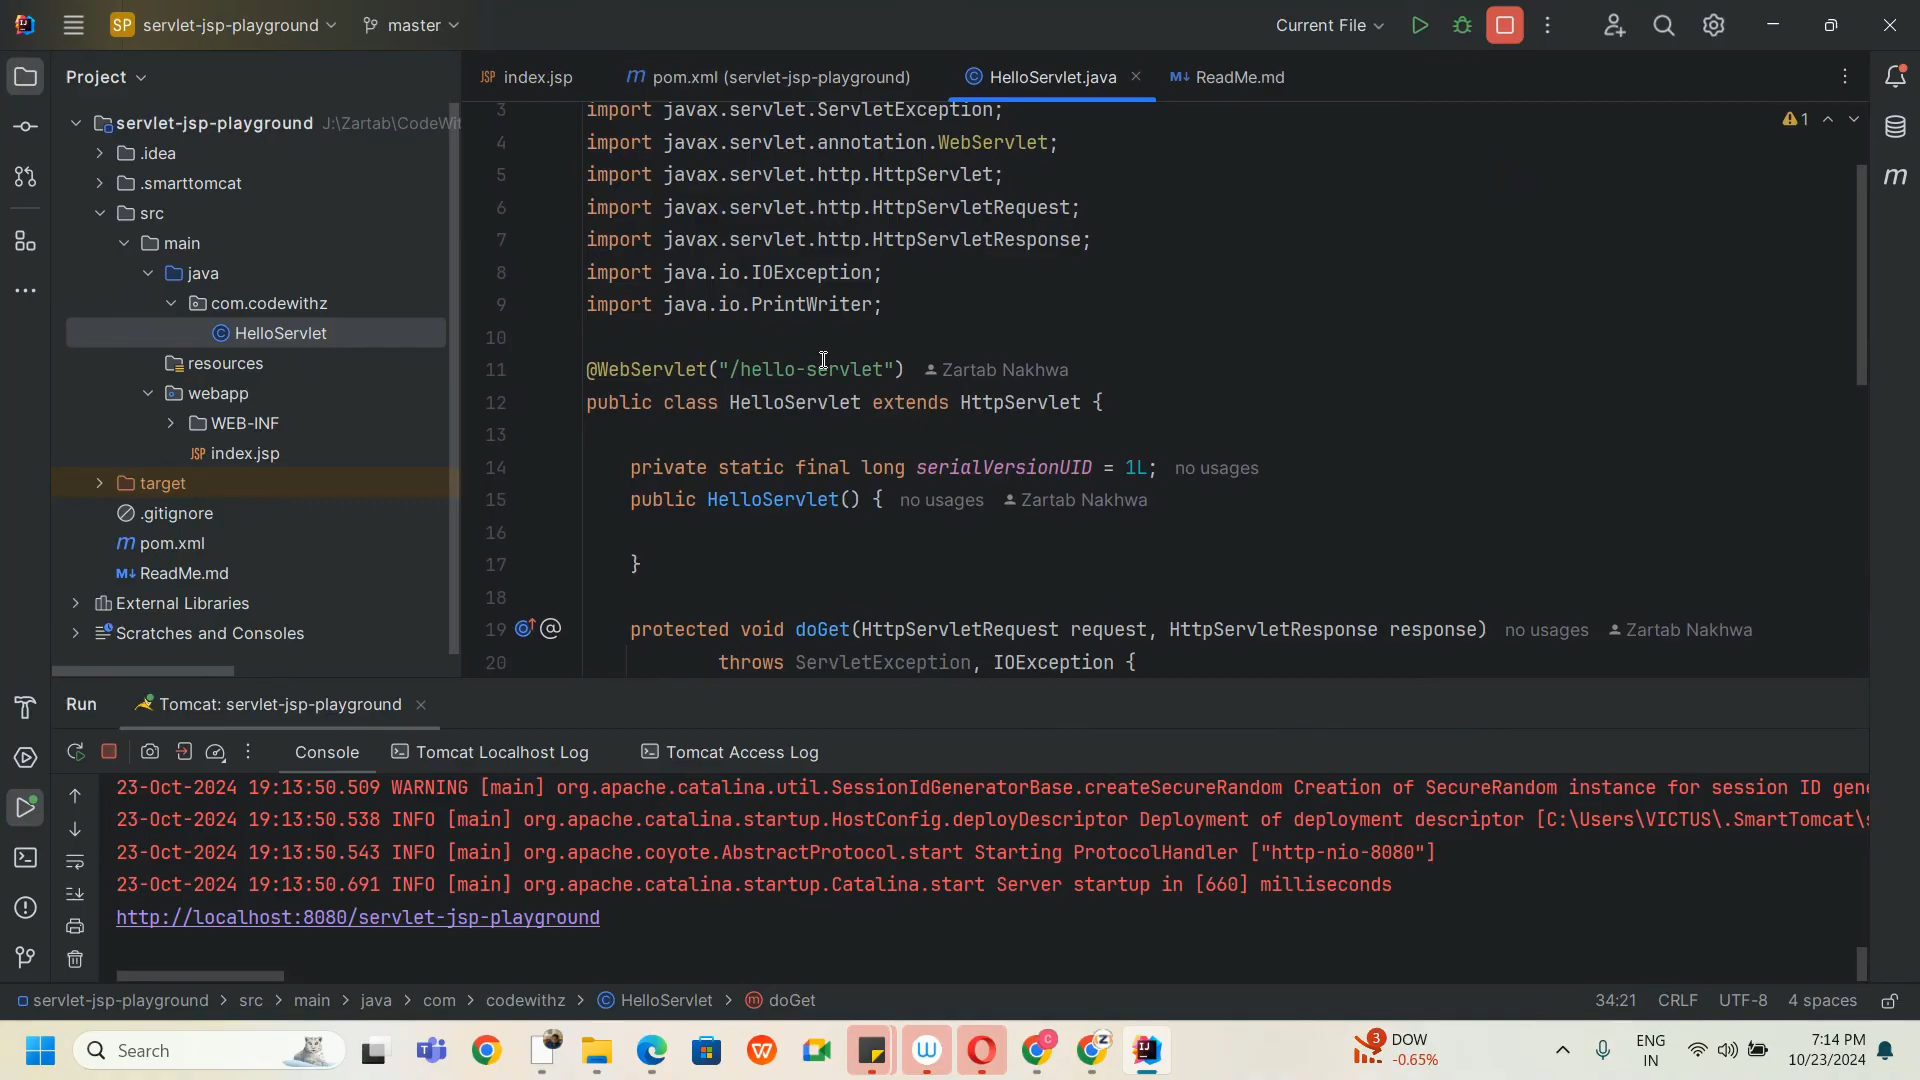 SP servlet-jsp-playground master Current File
Project
index.jsp pom.xml (servlet-jsp-playground) HelloServlet.java ReadMe.md
servlet-jsp-playground J:\Zartab\CodeWit
.idea
.smarttomcat
src
main
java
com.codewithz
HelloServlet
resources
webapp
WEB-INF
JSP index.jsp
target
.gitignore
m pom.xml
M↓ ReadMe.md
External Libraries
Scratches and Consoles
1
3 import javax.servlet.ServletException;
4 import javax.servlet.annotation.WebServlet;
5 import javax.servlet.http.HttpServlet;
6 import javax.servlet.http.HttpServletRequest;
7 import javax.servlet.http.HttpServletResponse;
8 import java.io.IOException;
9 import java.io.PrintWriter;
10
11 @WebServlet("/hello-servlet") Zartab Nakhwa
12 public class HelloServlet extends HttpServlet {
13
14 private static final long serialVersionUID = 1L; no usages
15 public HelloServlet() { no usages Zartab Nakhwa
16
17 }
18
19 protected void doGet(HttpServletRequest request, HttpServletResponse response) no usages Zartab Nakhwa
20 throws ServletException, IOException {
Run Tomcat: servlet-jsp-playground
Console Tomcat Localhost Log Tomcat Access Log
23-Oct-2024 19:13:50.509 WARNING [main] org.apache.catalina.util.SessionIdGeneratorBase.createSecureRandom Creation of SecureRandom instance for session ID gene
23-Oct-2024 19:13:50.538 INFO [main] org.apache.catalina.startup.HostConfig.deployDescriptor Deployment of deployment descriptor [C:\Users\VICTUS\.SmartTomcat\s
23-Oct-2024 19:13:50.543 INFO [main] org.apache.coyote.AbstractProtocol.start Starting ProtocolHandler ["http-nio-8080"]
23-Oct-2024 19:13:50.691 INFO [main] org.apache.catalina.startup.Catalina.start Server startup in [660] milliseconds
http://localhost:8080/servlet-jsp-playground
servlet-jsp-playground > src > main > java > com > codewithz > HelloServlet > doGet 34:21 CRLF UTF-8 4 spaces
Search
3 DOW
-0.65%
ENG
IN
7:14 PM
10/23/2024